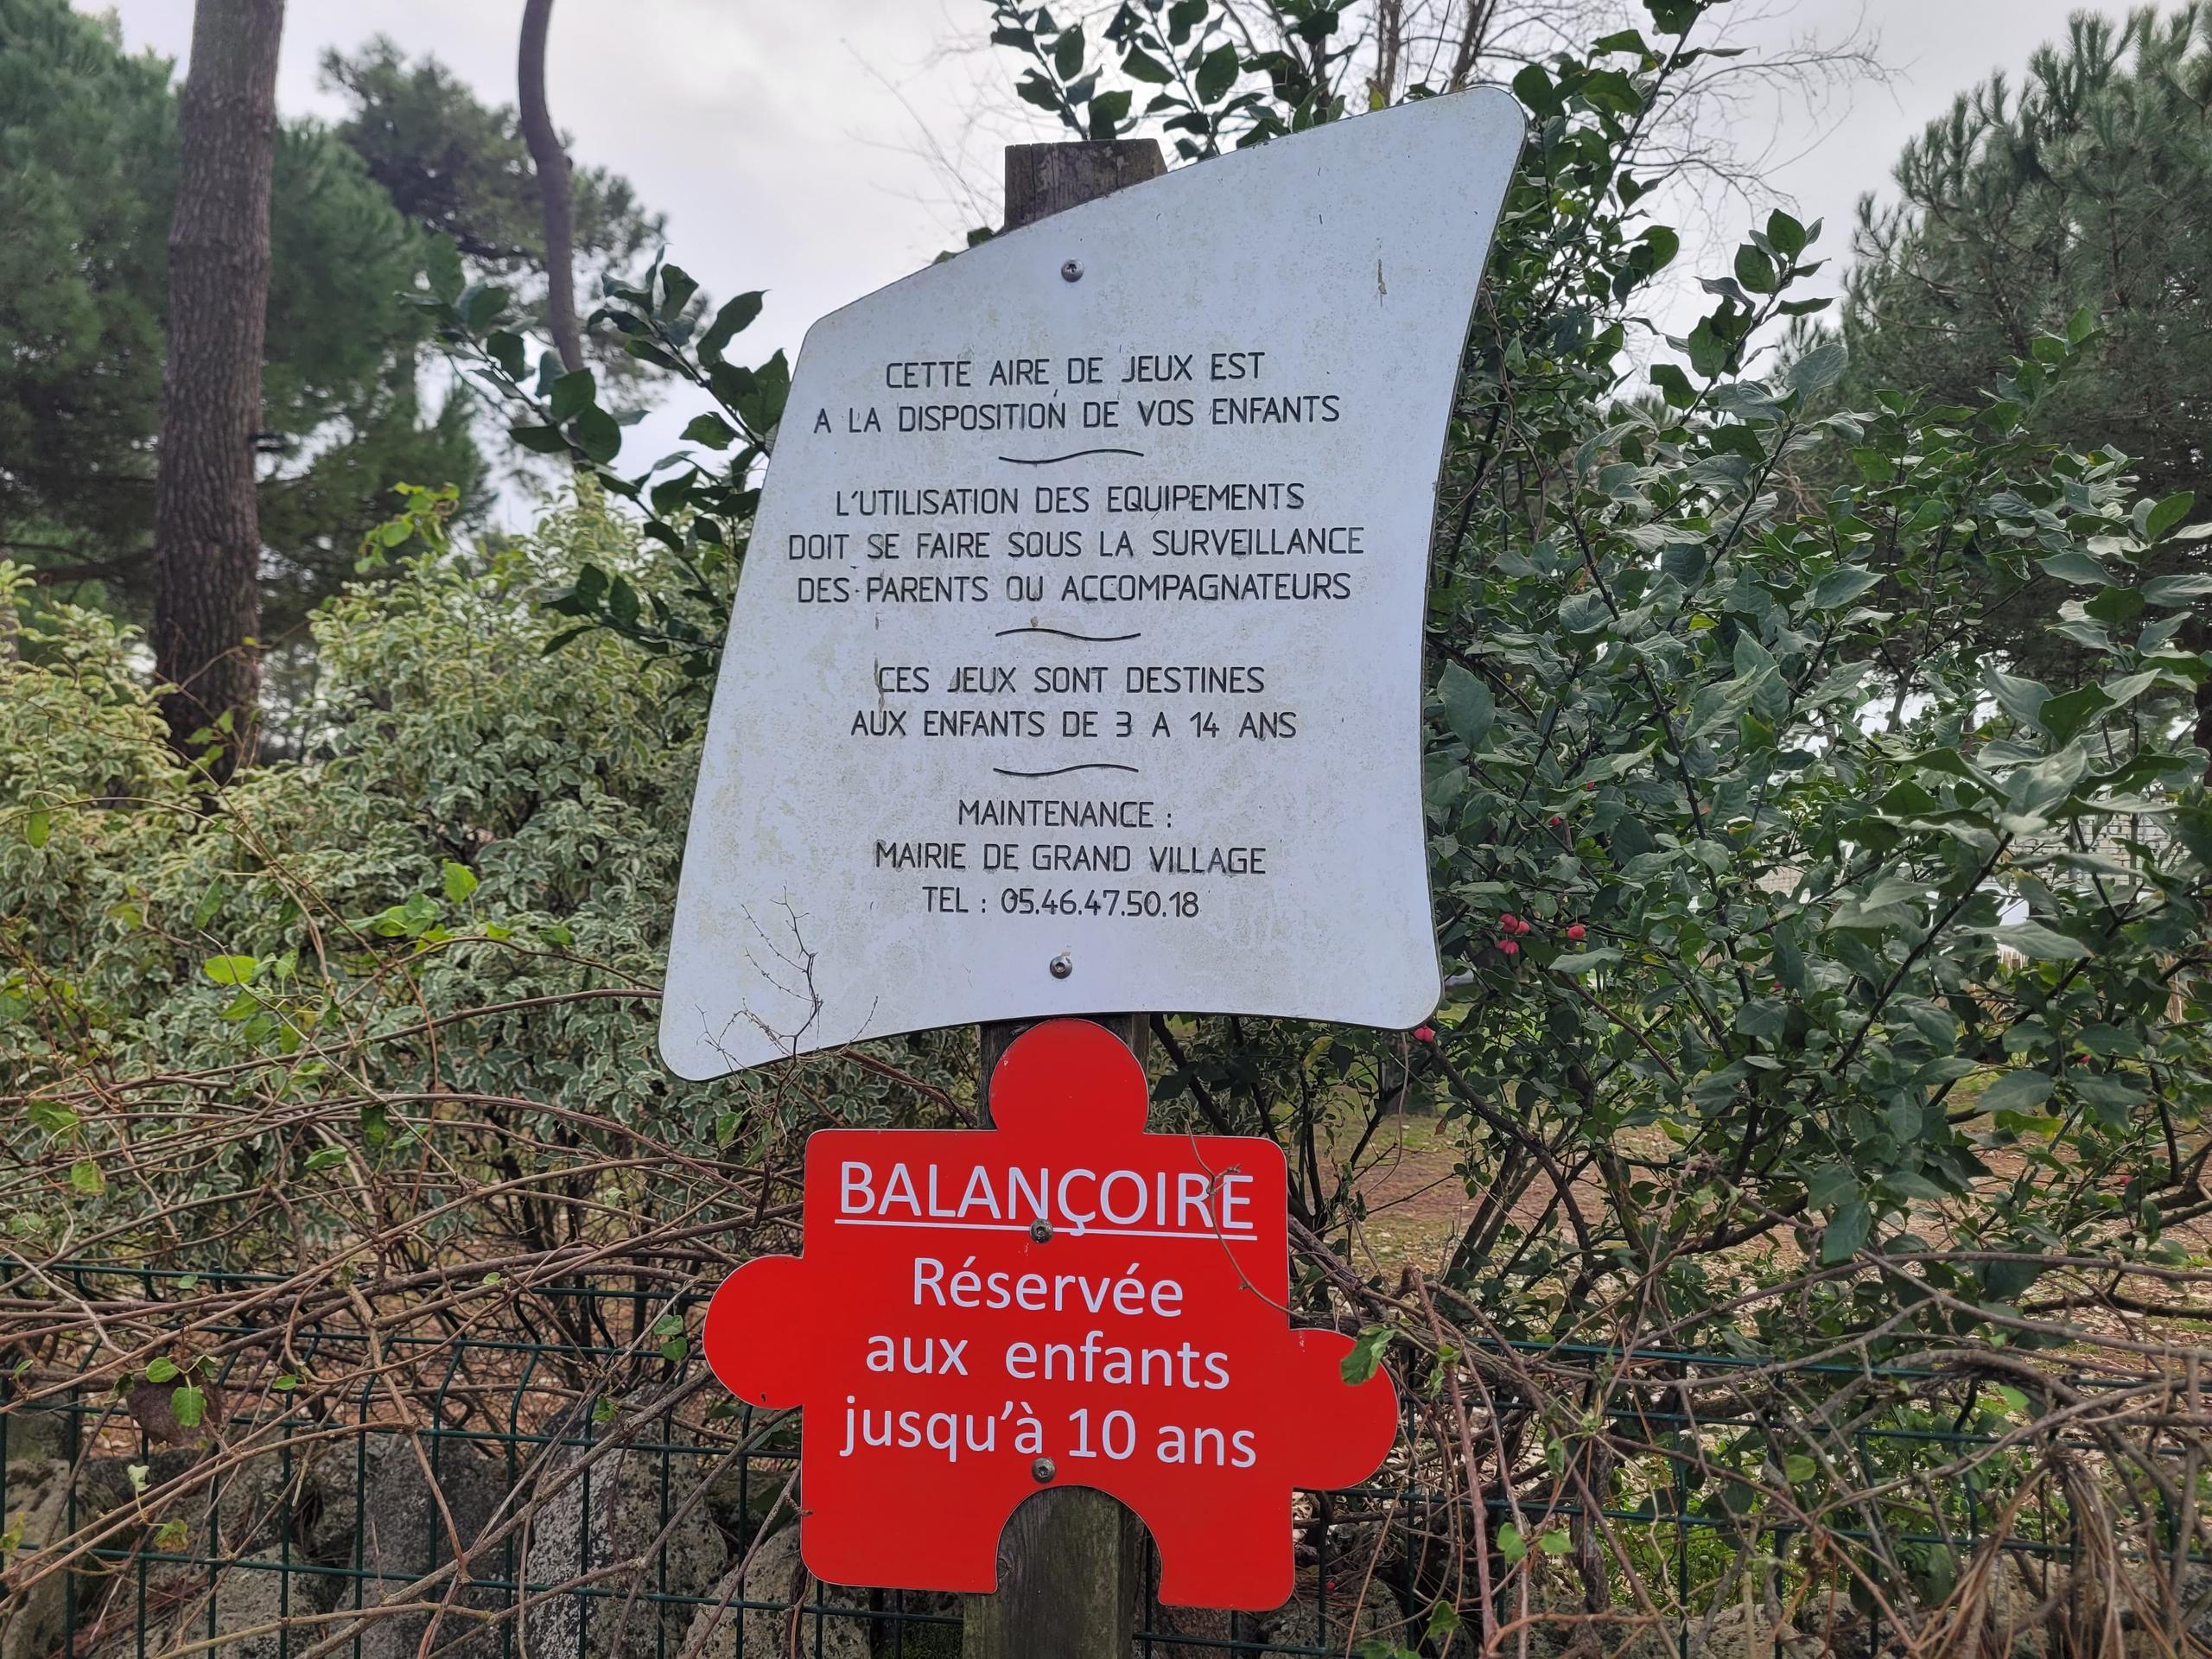 CETTE AIRE DE JEUX EST
A LA DISPOSITION DE VOS ENFANTS
L'UTILISATION DES EQUIPEMENTS
DOIT SE FAIRE SOUS LA SURVEILLANCE
DES PARENTS OU ACCOMPAGNATEURS
CES JEUX SONT DESTINES
AUX ENFANTS DE 3 A 14 ANS
MAINTENANCE :
MAIRIE DE GRAND VILLAGE
TEL : 05.46.47.50.18
BALANÇOIRE
Réservée
aux enfants
jusqu'à 10 ans